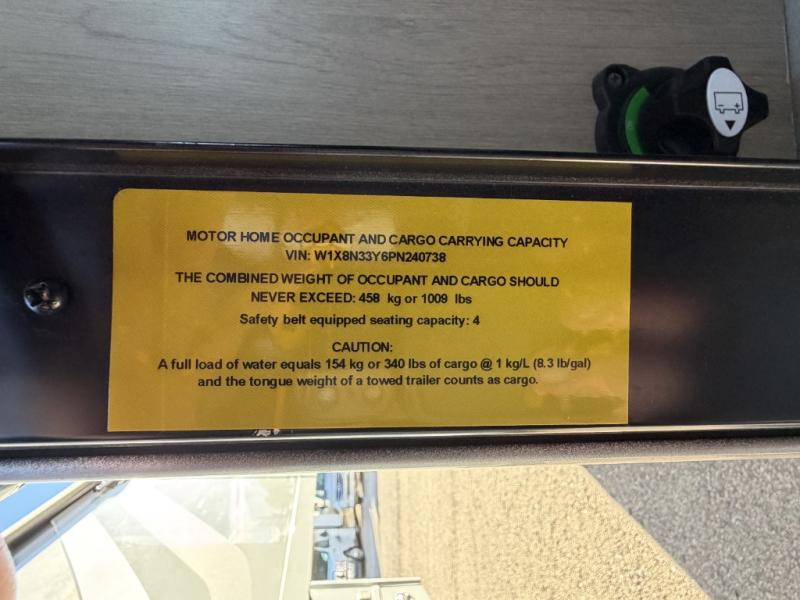 MOTOR HOME OCCUPANT AND CARGO CARRYING CAPACITY
VIN: W1X8N33Y6PN240738
THE COMBINED WEIGHT OF OCCUPANT AND CARGO SHOULD
NEVER EXCEED: 458 kg or 1009 lbs
Safety belt equipped seating capacity: 4
CAUTION:
A full load of water equals 154 kg or 340 lbs of cargo @ 1 kg/L (8.3 lb/gal)
and the tongue weight of a towed trailer counts as cargo.